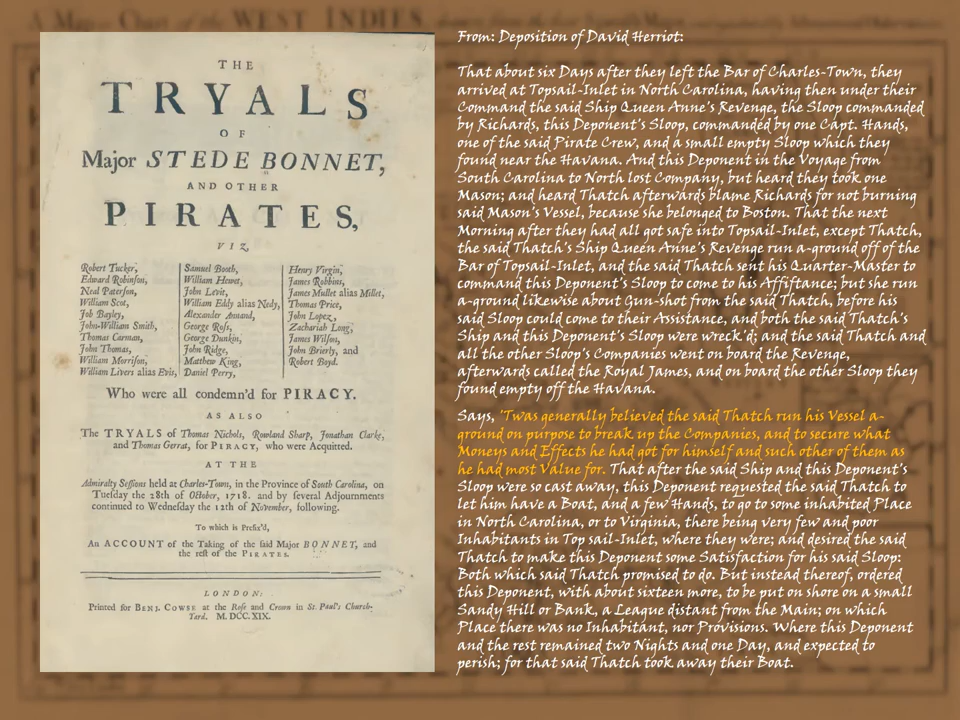 A Map or Chart of the WEST INDIES,
THE
TRYALS
OF
Major STEDE BONNET,
AND OTHER
PIRATES,
VIZ,
Robert Tucker,
Edward Robinson,
Neal Paterson,
William Scot,
Job Bayley,
John-William Smith,
Thomas Carman,
John Thomas,
William Morrison,
William Livers alias Evis,
Samuel Booth,
William Hewet,
John Levit,
William Eddy alias Nedy,
Alexander Annand,
George Ross,
George Dunkin,
John Ridge,
Matthew King,
Daniel Perry,
Henry Virgin,
James Robbins,
James Mullet alias Millet,
Thomas Price,
John Lopez,
Zachariah Long,
James Wilson,
John Brierly, and
Robert Boyd.
Who were all condemn'd for PIRACY.
AS ALSO
The TRYALS of Thomas Nichols, Rowland Sharp, Jonathan Clarke,
and Thomas Gerrat, for PIRACY, who were Acquitted.
AT THE
Admiralty Sessions held at Charles-Town, in the Province of South Carolina, on
Tuesday the 28th of October, 1718. and by several Adjournments
continued to Wednesday the 12th of November, following.
To which is Prefix'd,
An ACCOUNT of the Taking of the said Major BONNET, and
the rest of the PIRATES.
LONDON:
Printed for BENJ. COWSE at the Rose and Crown in St. Paul's Church-
Yard. M. DCC. XIX.
From: Deposition of David Herriot:
That about six Days after they left the Bar of Charles-Town, they
arrived at Topsail-Inlet in North Carolina, having then under their
Command the said Ship Queen Anne's Revenge, the Sloop commanded
by Richards, this Deponent's Sloop, commanded by one Capt. Hands,
one of the said Pirate Crew, and a small empty Sloop which they
found near the Havana. And this Deponent in the Voyage from
South Carolina to North lost Company, but heard they took one
Mason; and heard Thatch afterwards blame Richards for not burning
said Mason's Vessel, because she belonged to Boston. That the next
Morning after they had all got safe into Topsail-Inlet, except Thatch,
the said Thatch's Ship Queen Anne's Revenge run a-ground off of the
Bar of Topsail-Inlet, and the said Thatch sent his Quarter-Master to
command this Deponent's Sloop to come to his Affiftance; but she run
a-ground likewise about Gun-shot from the said Thatch, before his
said Sloop could come to their Assistance, and both the said Thatch's
Ship and this Deponent's Sloop were wreck'd; and the said Thatch and
all the other Sloop's Companies went on board the Revenge,
afterwards called the Royal James, and on board the other Sloop they
found empty off the Havana.
Says, 'Twas generally believed the said Thatch run his Vessel a-
ground on purpose to break up the Companies, and to secure what
Moneys and Effects he had got for himself and such other of them as
he had most Value for. That after the said Ship and this Deponent's
Sloop were so cast away, this Deponent requested the said Thatch to
let him have a Boat, and a few Hands, to go to some inhabited Place
in North Carolina, or to Virginia, there being very few and poor
Inhabitants in Top sail-Inlet, where they were; and desired the said
Thatch to make this Deponent some Satisfaction for his said Sloop:
Both which said Thatch promised to do. But instead thereof, ordered
this Deponent, with about sixteen more, to be put on shore on a small
Sandy Hill or Bank, a League distant from the Main; on which
Place there was no Inhabitant, nor Provisions. Where this Deponent
and the rest remained two Nights and one Day, and expected to
perish; for that said Thatch took away their Boat.